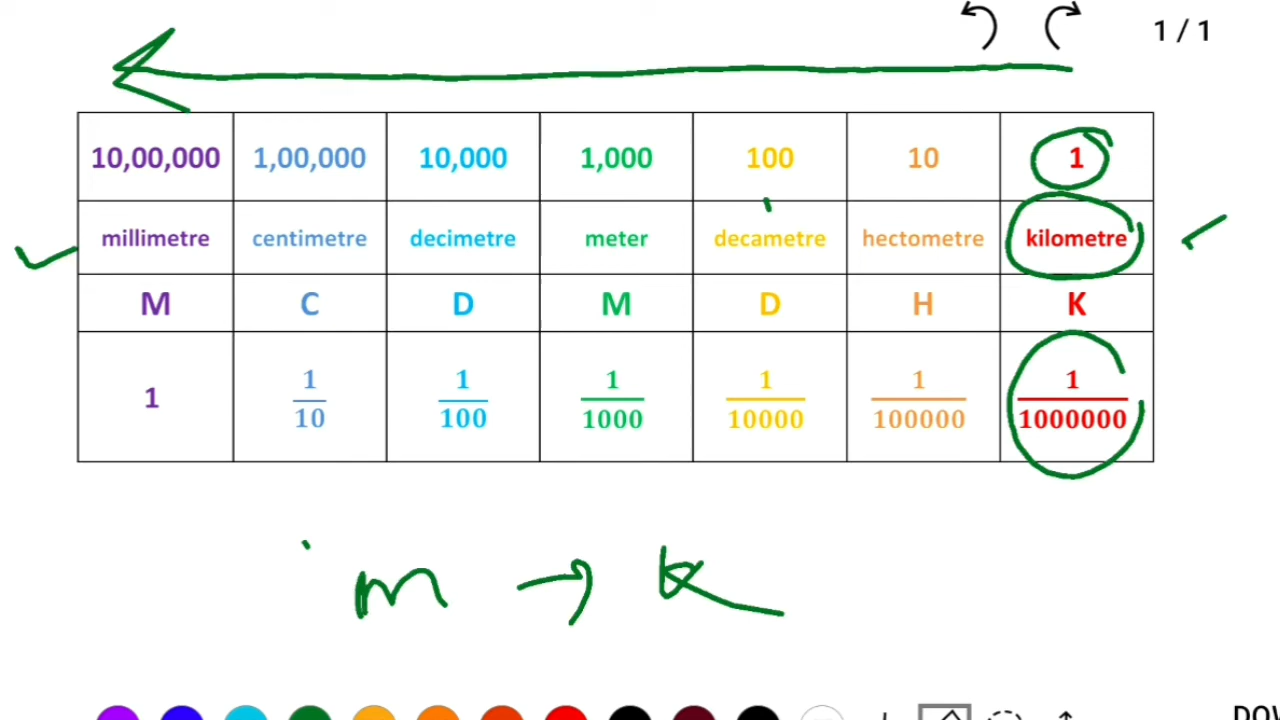 1 / 1
10,00,000 1,00,000 10,000 1,000 100 10 1
millimetre centimetre decimetre meter decametre hectometre kilometre
M C D M D H K
1 1/10 1/100 1/1000 1/10000 1/100000 1/1000000
m → k